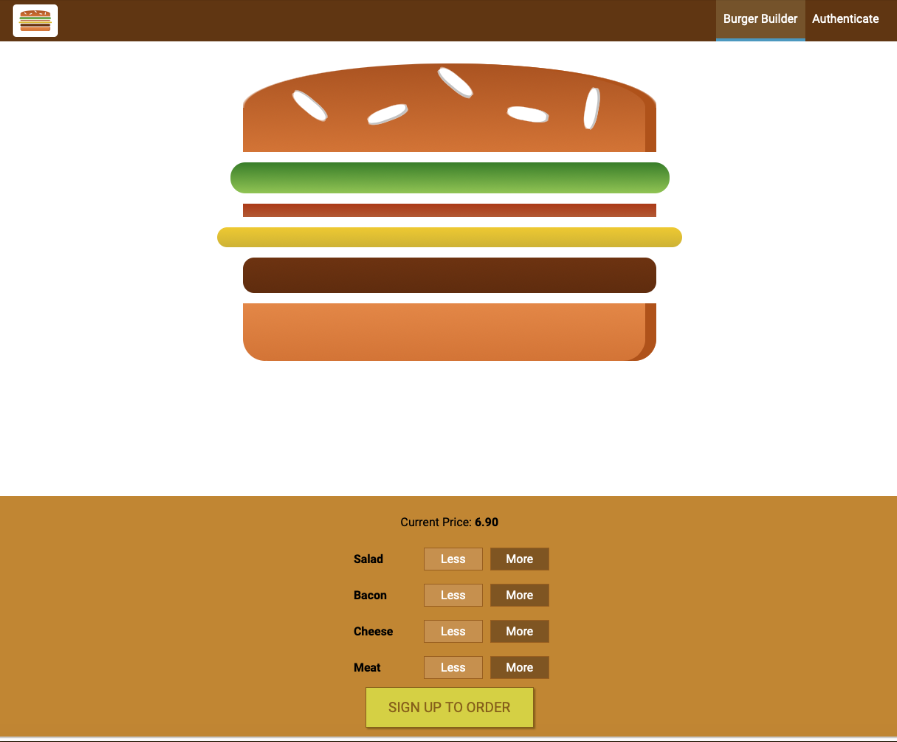 Burger Builder Authenticate
Current Price: 6.90
Salad Less More
Bacon Less More
Cheese Less More
Meat Less More
SIGN UP TO ORDER